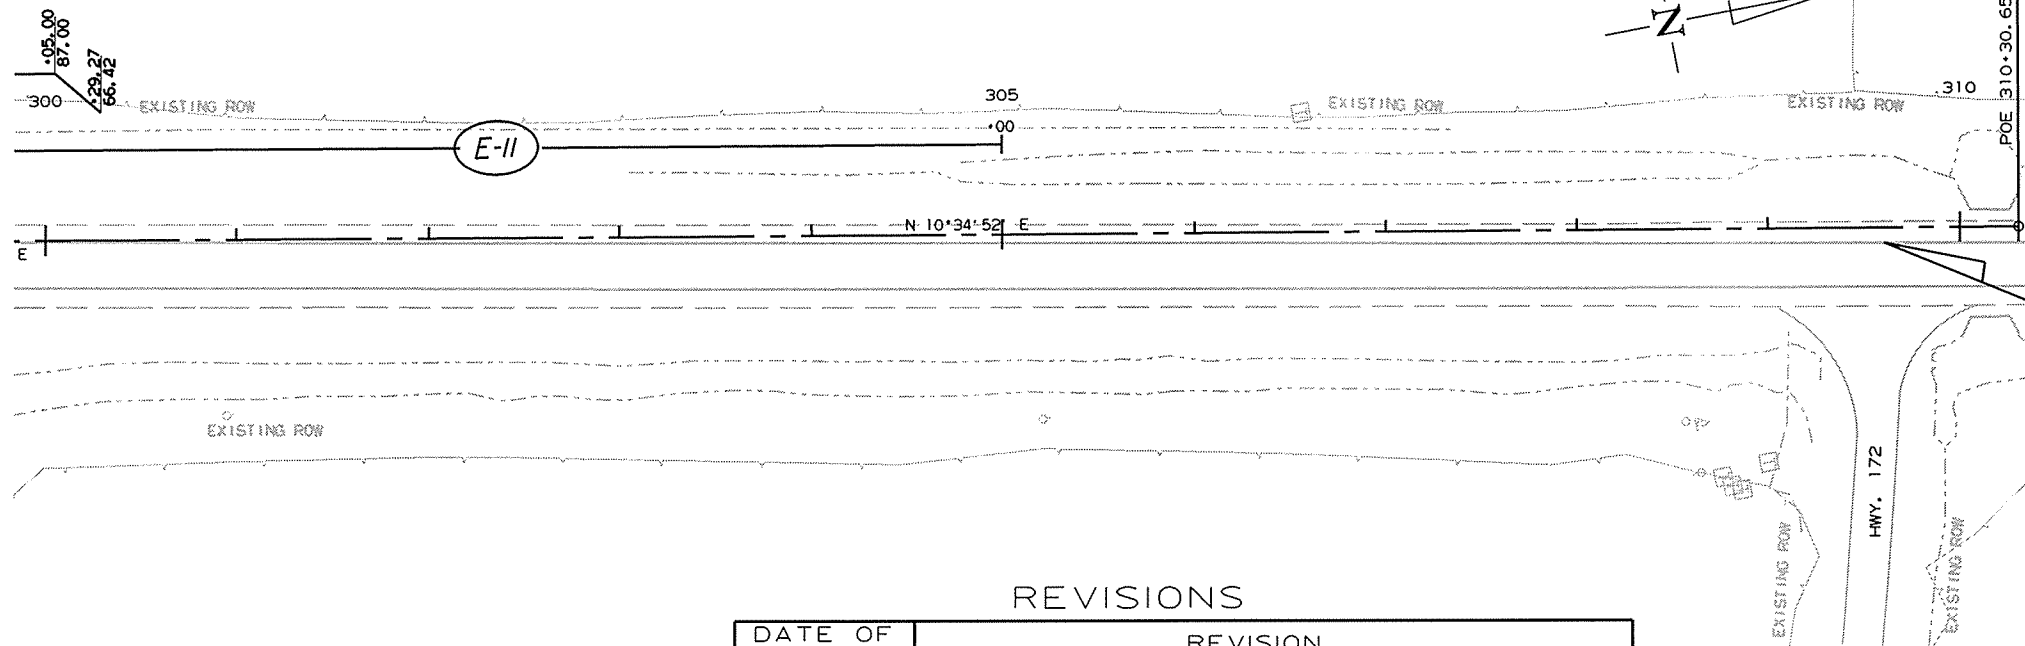 +05.00
87.00
+29.27
66.42
300
EXISTING ROW
305
+00
EXISTING ROW
EXISTING ROW
310
POE 310+30.65
N
E-11
N 10°34'52" E
E
EXISTING ROW
HWY. 172
EXISTING ROW
EXISTING ROW
REVISIONS
DATE OF
REVISION